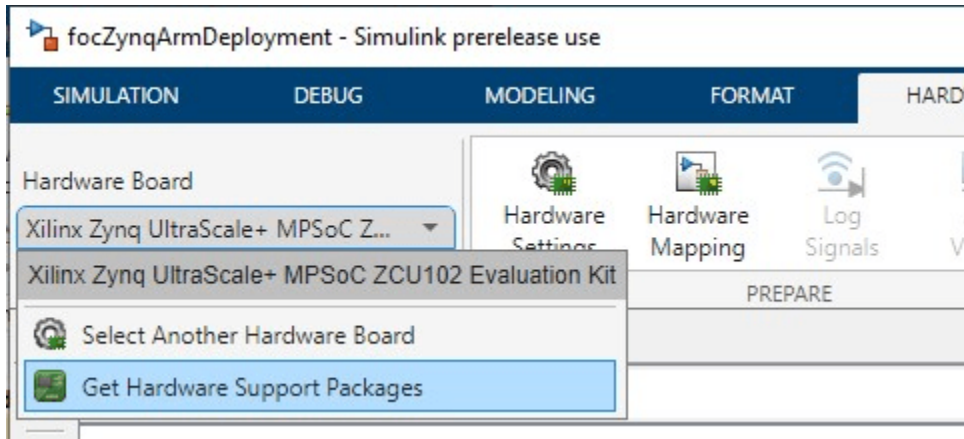 focZynqArmDeployment - Simulink prerelease use
SIMULATION DEBUG MODELING FORMAT HARD
Hardware Board
Xilinx Zynq UltraScale+ MPSoC Z...
Hardware
Settings
Hardware
Mapping
Log
Signals
PREPARE
Xilinx Zynq UltraScale+ MPSoC ZCU102 Evaluation Kit
Select Another Hardware Board
Get Hardware Support Packages